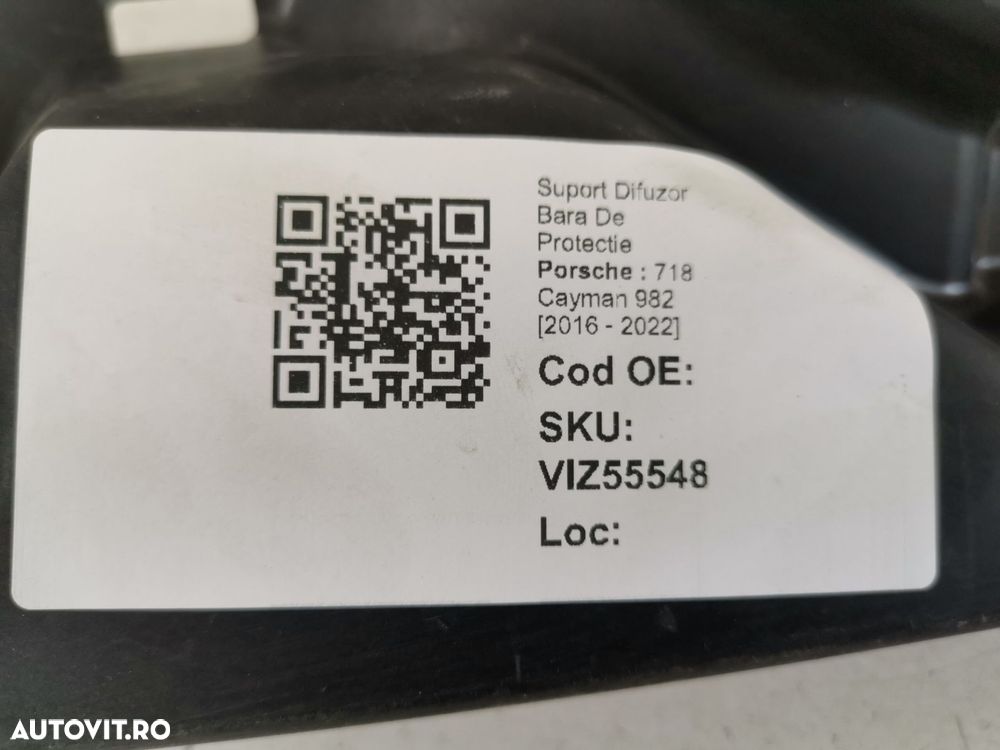 Suport Difuzor
Bara De
Protectie
Porsche : 718
Cayman 982
[2016 - 2022]
Cod OE:
SKU:
VIZ55548
Loc:
AUTOVIT.RO